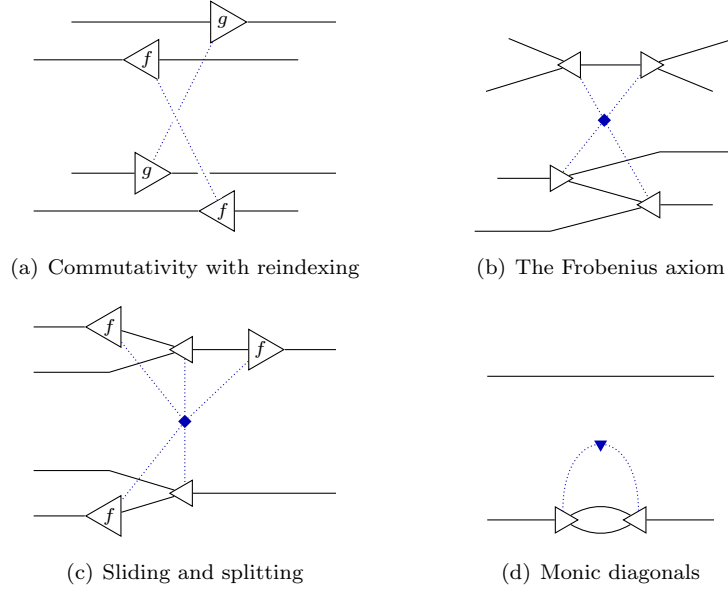 g
f
g
f
(a) Commutativity with reindexing
(b) The Frobenius axiom
f
f
f
(c) Sliding and splitting
(d) Monic diagonals